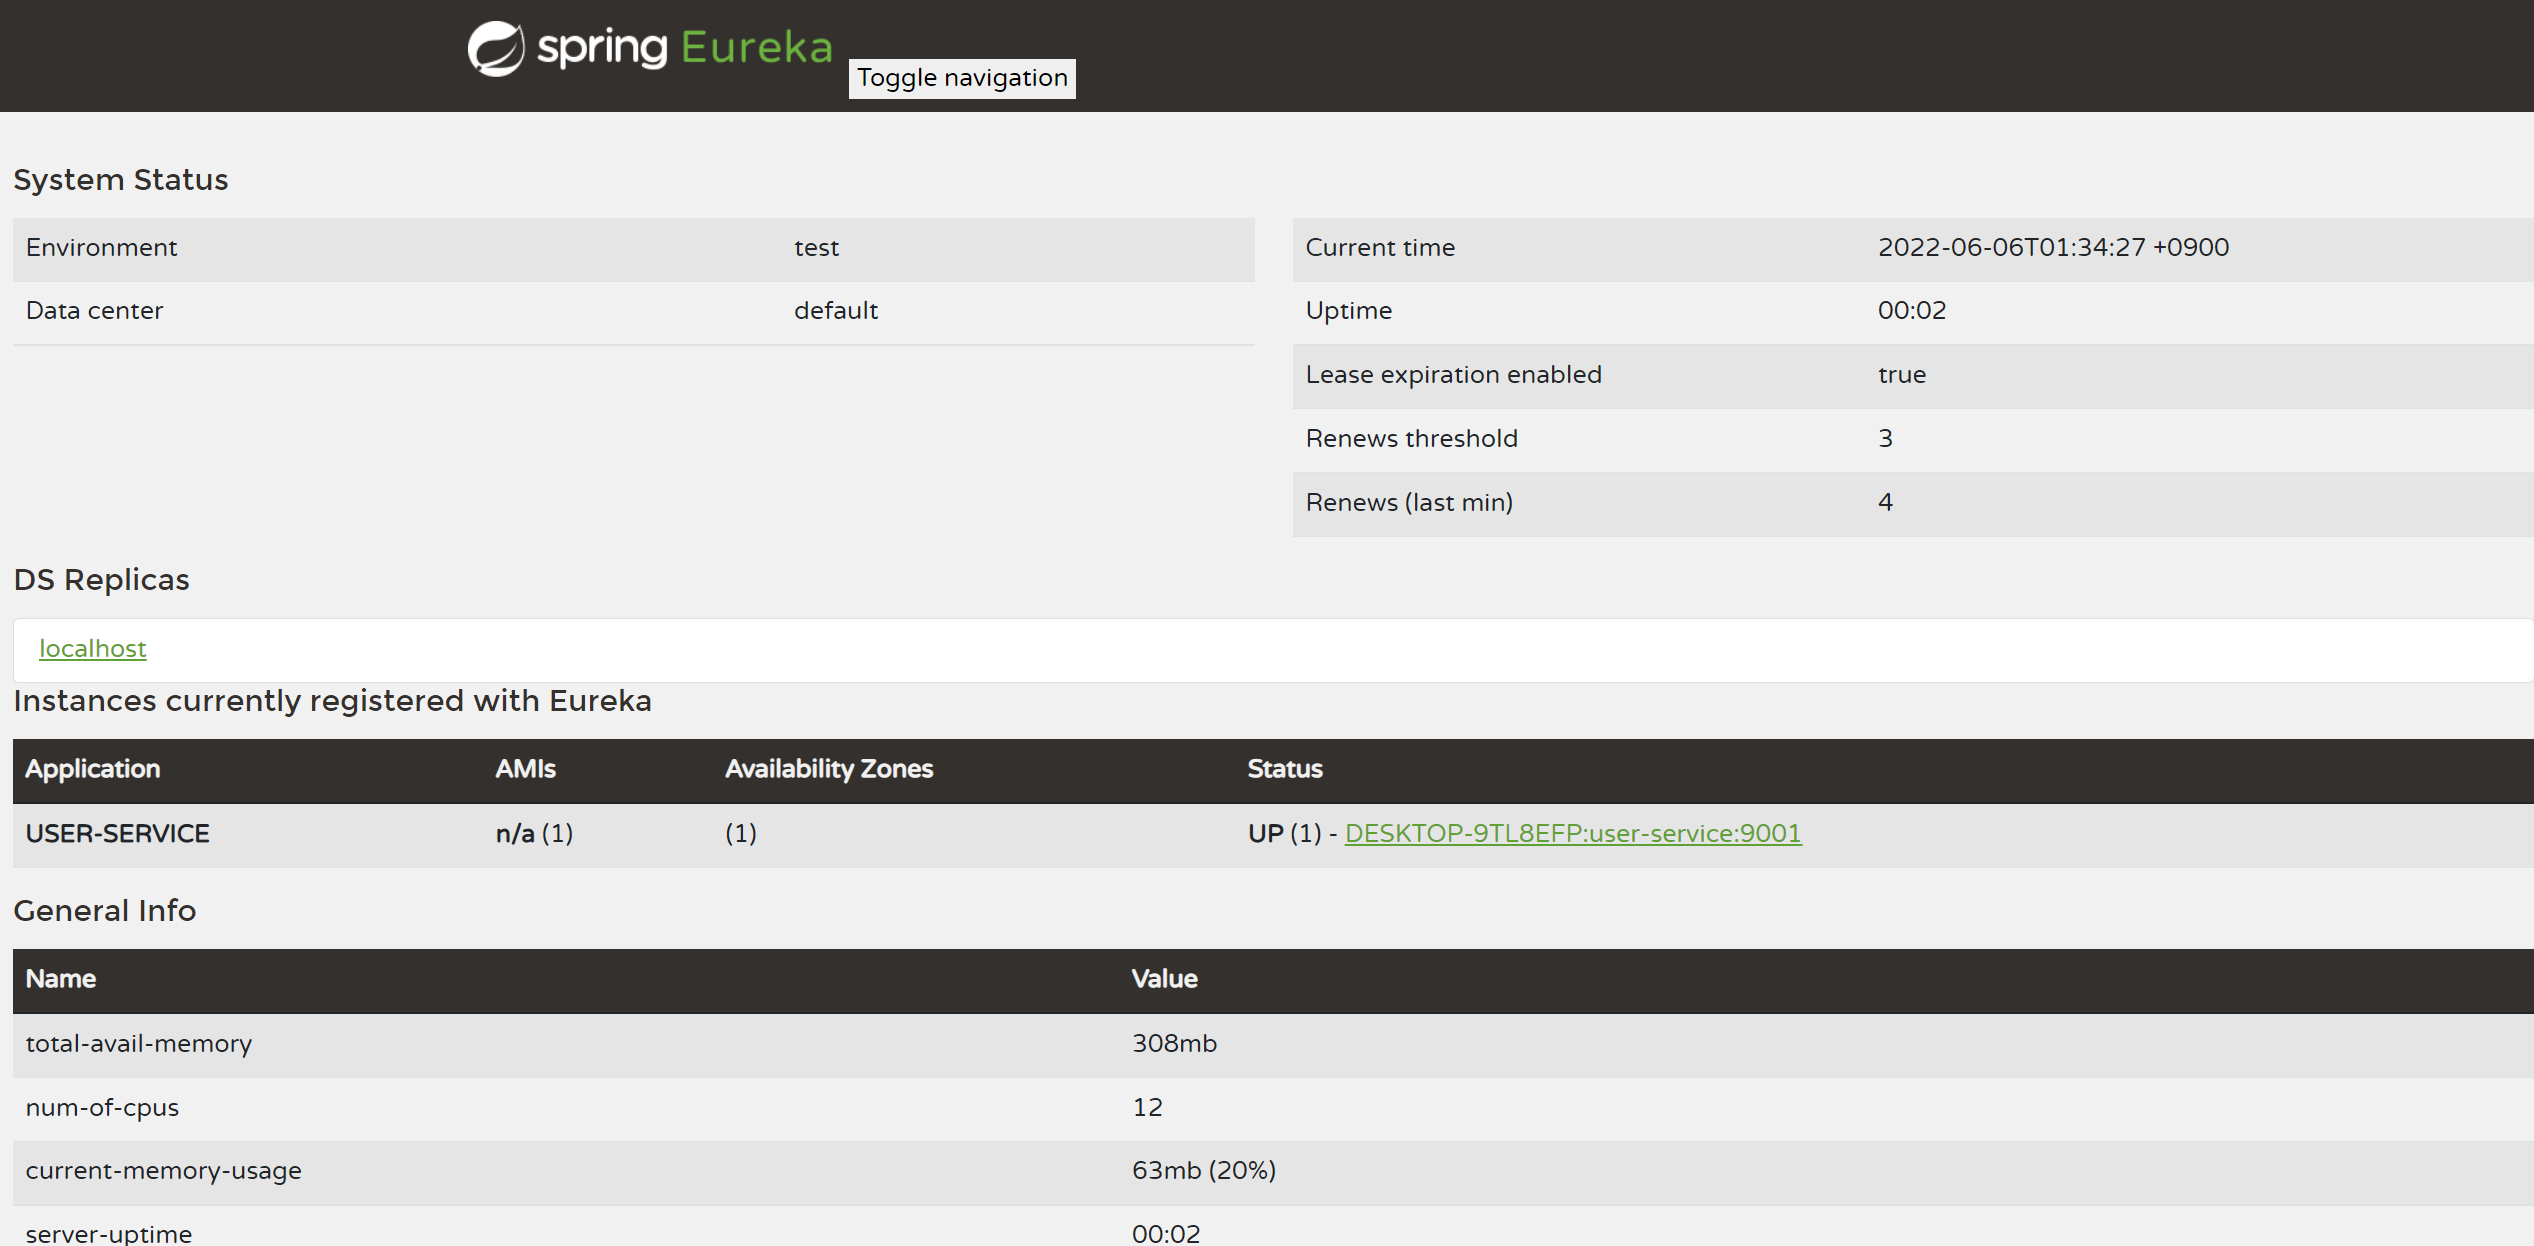 spring Eureka
Toggle navigation
System Status
Environment test
Data center default
Current time 2022-06-06T01:34:27 +0900
Uptime 00:02
Lease expiration enabled true
Renews threshold 3
Renews (last min) 4
DS Replicas
localhost
Instances currently registered with Eureka
Application AMIs Availability Zones Status
USER-SERVICE n/a (1) (1) UP (1) - DESKTOP-9TL8EFP:user-service:9001
General Info
Name Value
total-avail-memory 308mb
num-of-cpus 12
current-memory-usage 63mb (20%)
server-uptime 00:02